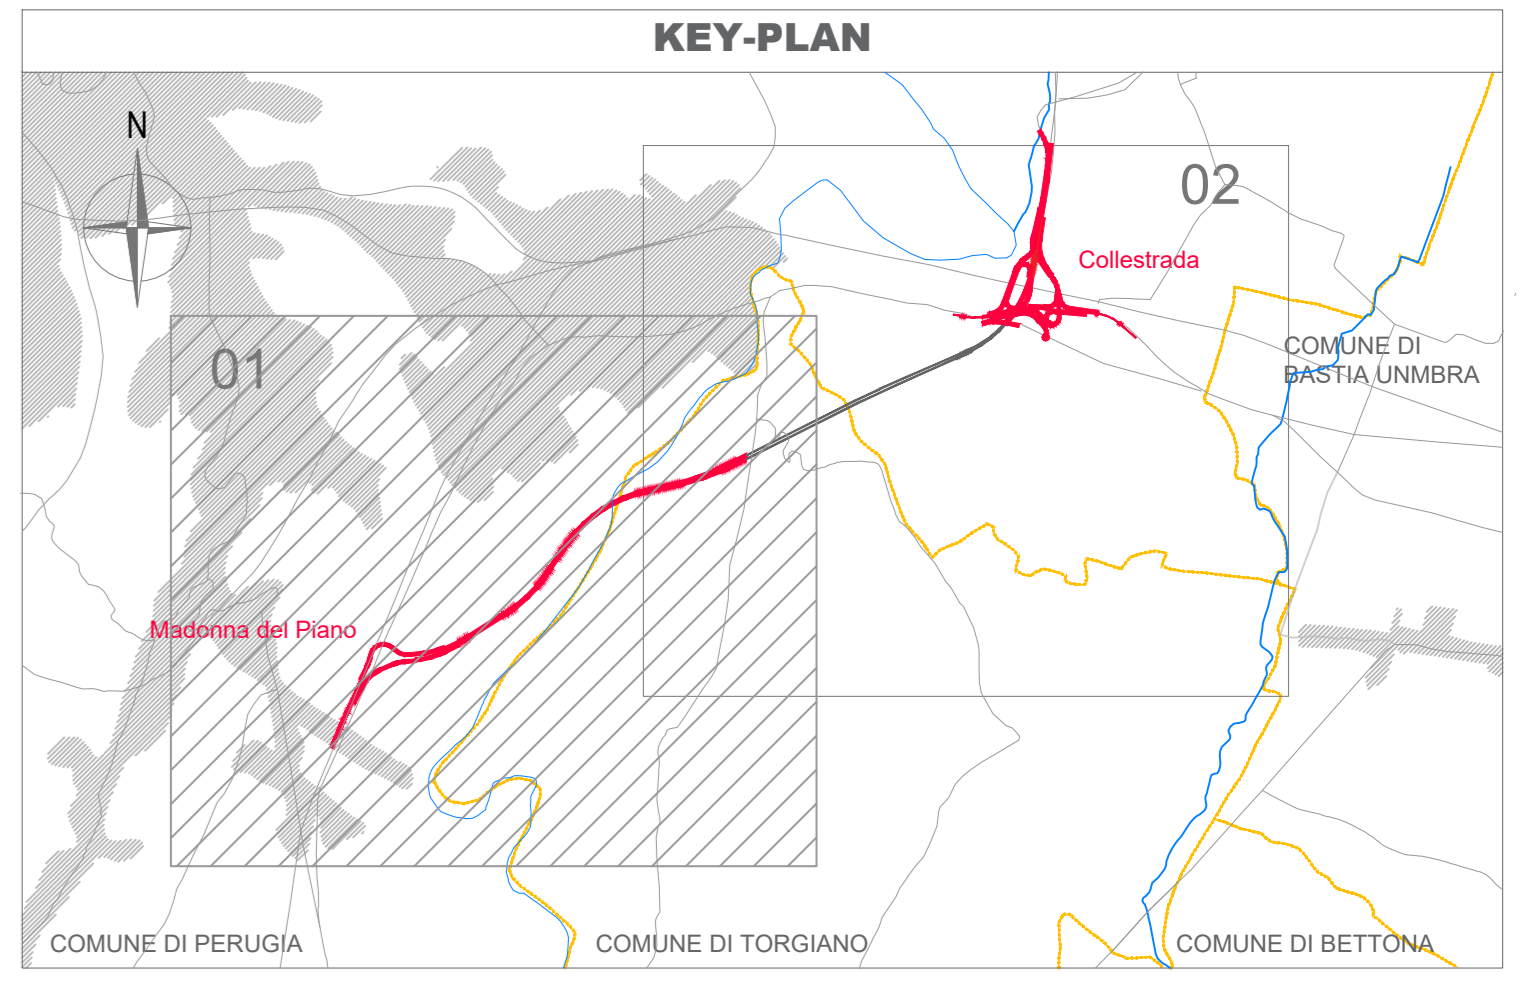 KEY-PLAN
N
02
Collestrada
01
COMUNE DI
BASTIA UNMBRA
Madonna del Piano
COMUNE DI PERUGIA
COMUNE DI TORGIANO
COMUNE DI BETTONA